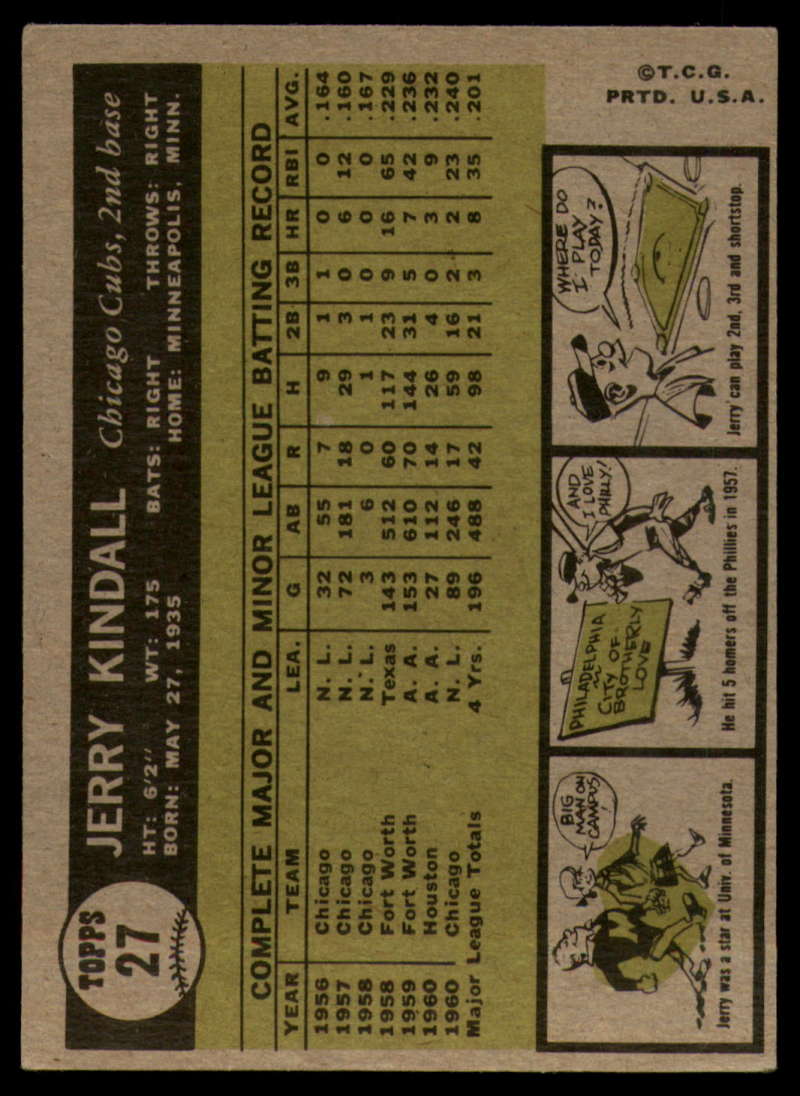 TOPPS
27
JERRY KINDALL Chicago Cubs, 2nd base
HT: 6'2" WT: 175 BATS: RIGHT THROWS: RIGHT
BORN: MAY 27, 1935 HOME: MINNEAPOLIS, MINN.
COMPLETE MAJOR AND MINOR LEAGUE BATTING RECORD
YEAR TEAM LEA. G AB R H 2B 3B HR RBI AVG.
1956 Chicago N. L. 32 55 7 9 1 1 0 0 .164
1957 Chicago N. L. 72 181 18 29 3 0 6 12 .160
1958 Chicago N. L. 3 6 0 1 1 0 0 0 .167
1958 Fort Worth Texas 143 512 60 117 23 9 16 65 .229
1959 Fort Worth A. A. 153 610 70 144 31 5 7 42 .236
1960 Houston A. A. 27 112 14 26 4 0 3 9 .232
1960 Chicago N. L. 89 246 17 59 16 2 2 23 .240
Major League Totals 4 Yrs. 196 488 42 98 21 3 8 35 .201
BIG
MAN ON
CAMPUS!
Jerry was a star at Univ. of Minnesota.
PHILADELPHIA
in
CITY OF
BROTHERLY
LOVE
AND
I LOVE
PHILLY!
He hit 5 homers off the Phillies in 1957.
WHERE DO
I PLAY
TODAY?
Jerry can play 2nd, 3rd and shortstop.
©T.C.G.
PRTD. U.S.A.